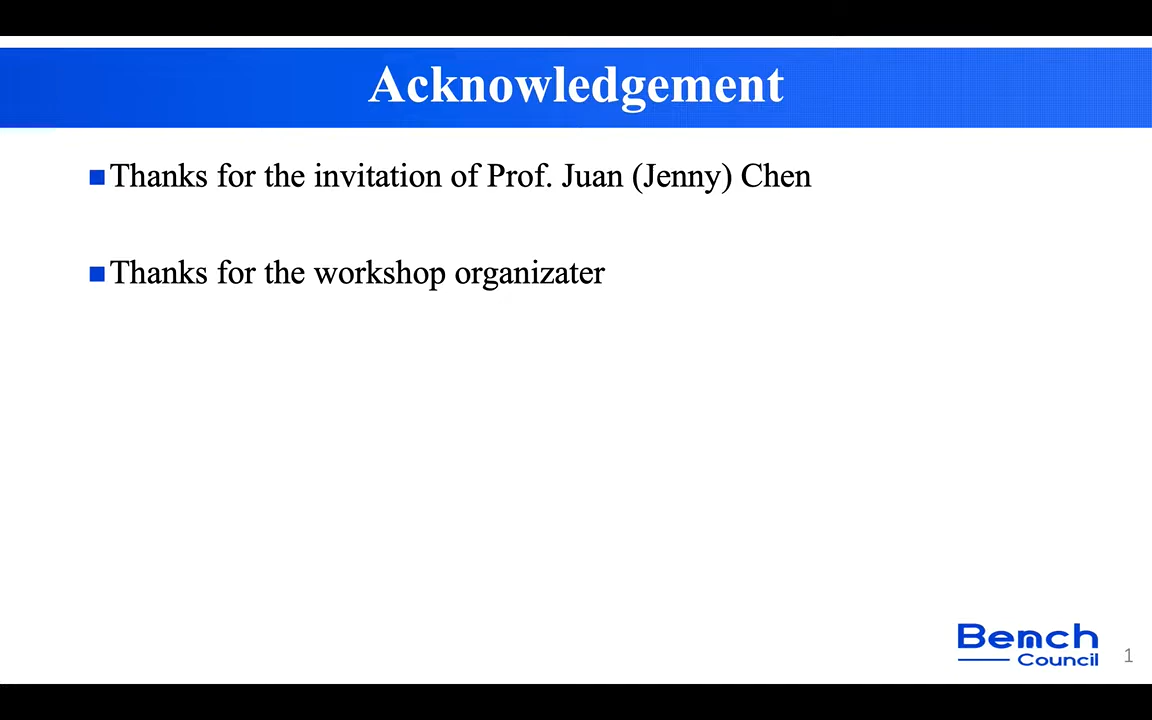 Acknowledgement
Thanks for the invitation of Prof. Juan (Jenny) Chen
Thanks for the workshop organizater
Bench
Council
1